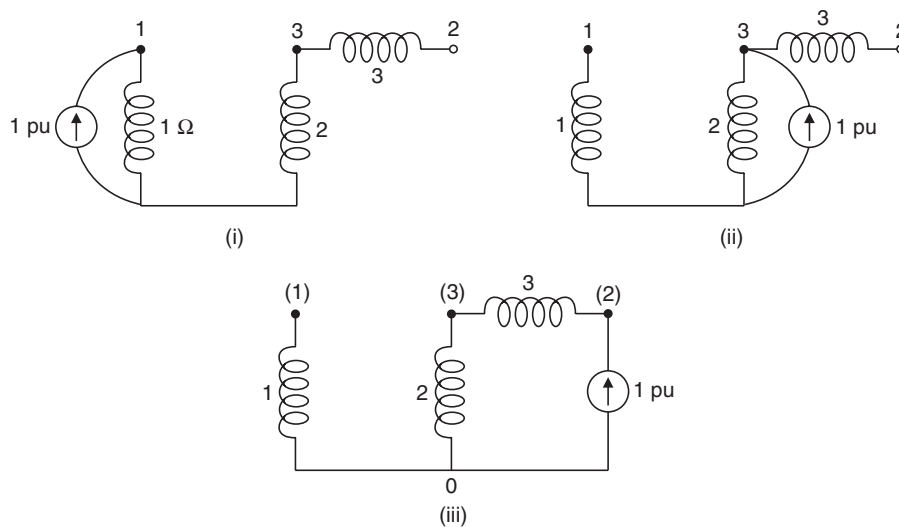 1 3 2 1 3 3 2
3
1 pu 1 Ω 2 1 2 1 pu
(i) (ii)
3
(1) (3) (2)
1 2 1 pu
0
(iii)